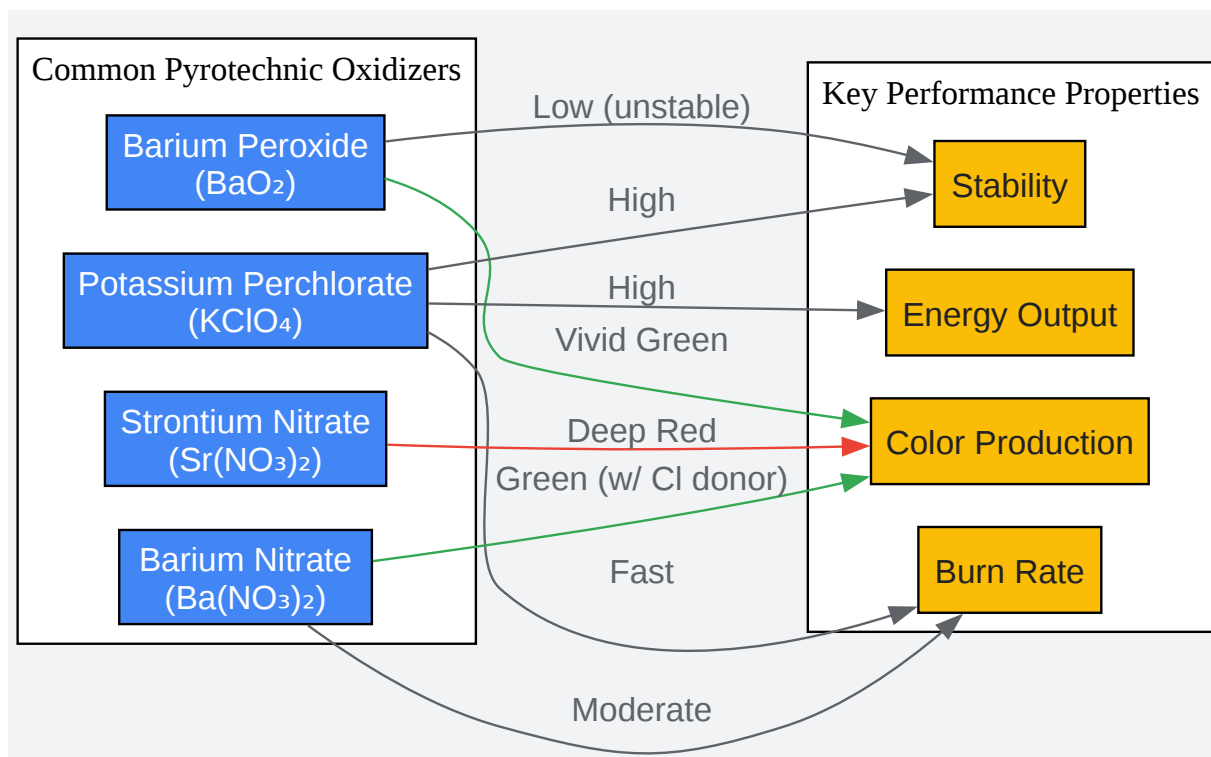 Common Pyrotechnic Oxidizers
Barium Peroxide
(BaO₂)
Potassium Perchlorate
(KClO₄)
Strontium Nitrate
(Sr(NO₃)₂)
Barium Nitrate
(Ba(NO₃)₂)
Low (unstable)
High
High
Vivid Green
Deep Red
Green (w/ Cl donor)
Fast
Moderate
Key Performance Properties
Stability
Energy Output
Color Production
Burn Rate